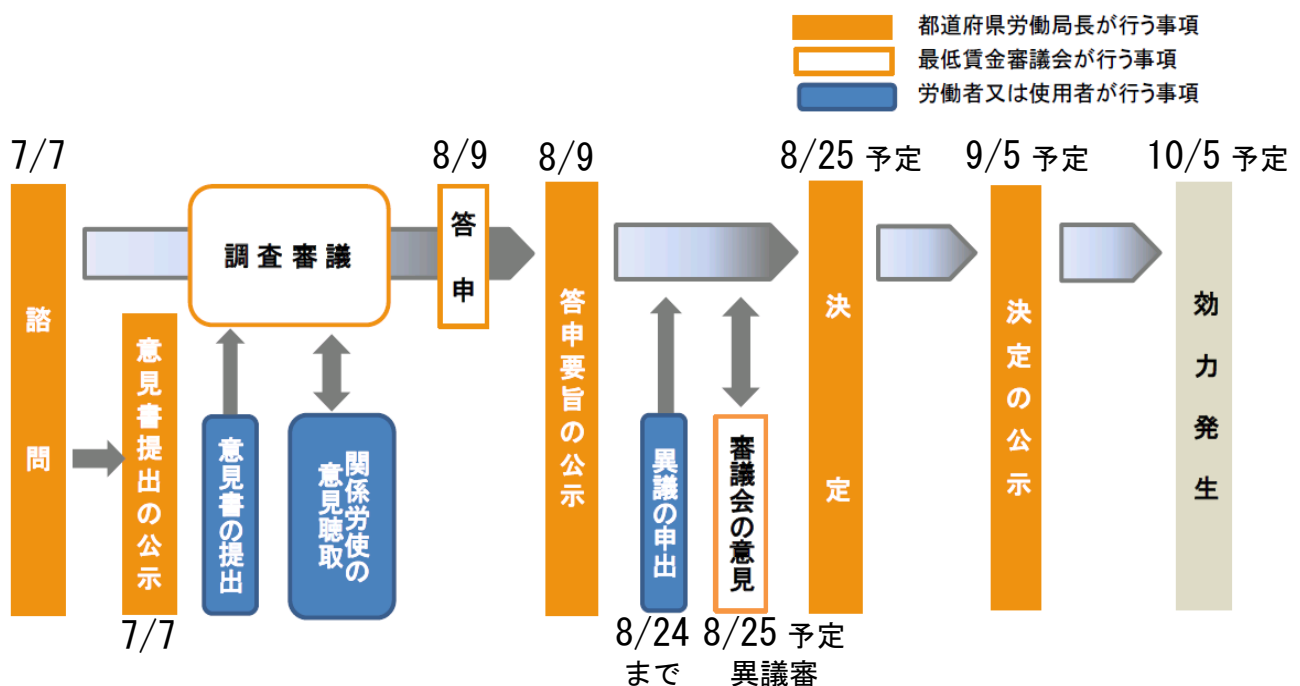 都道府県労働局長が行う事項
最低賃金審議会が行う事項
労働者又は使用者が行う事項
7/7
8/9
8/9
8/25 予定
9/5 予定
10/5 予定
諮問
意見書提出の公示
7/7
調査審議
意見書の提出
関係労使の
意見聴取
答申
答申要旨の公示
異議の申出
8/24
まで
審議会の意見
8/25 予定
異議審
決定
決定の公示
効力発生